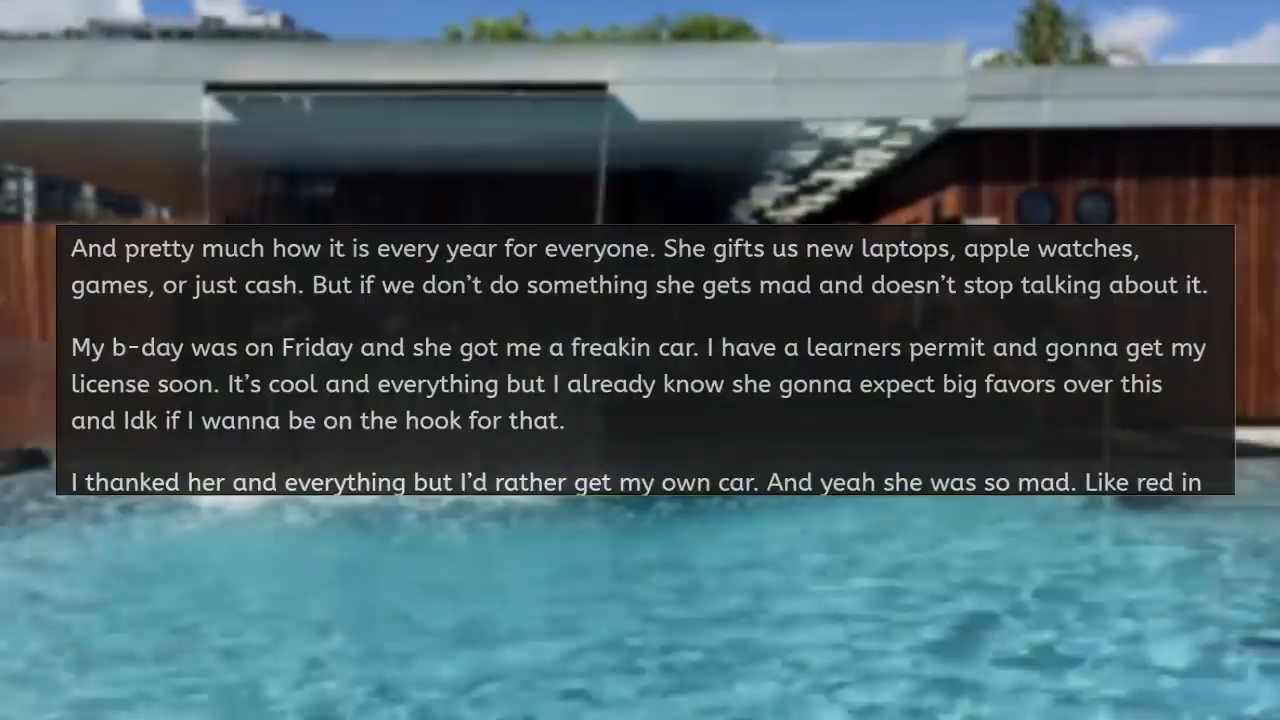 And pretty much how it is every year for everyone. She gifts us new laptops, apple watches,
games, or just cash. But if we don’t do something she gets mad and doesn’t stop talking about it.
My b-day was on Friday and she got me a freakin car. I have a learners permit and gonna get my
license soon. It’s cool and everything but I already know she gonna expect big favors over this
and Idk if I wanna be on the hook for that.
I thanked her and everything but I’d rather get my own car. And yeah she was so mad. Like red in